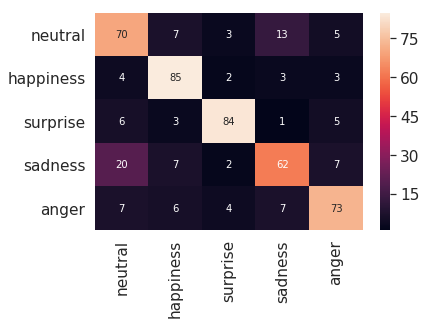 neutral 70 7 3 13 5
happiness 4 85 2 3 3
surprise 6 3 84 1 5
sadness 20 7 2 62 7
anger 7 6 4 7 73
neutral happiness surprise sadness anger
75
60
45
30
15